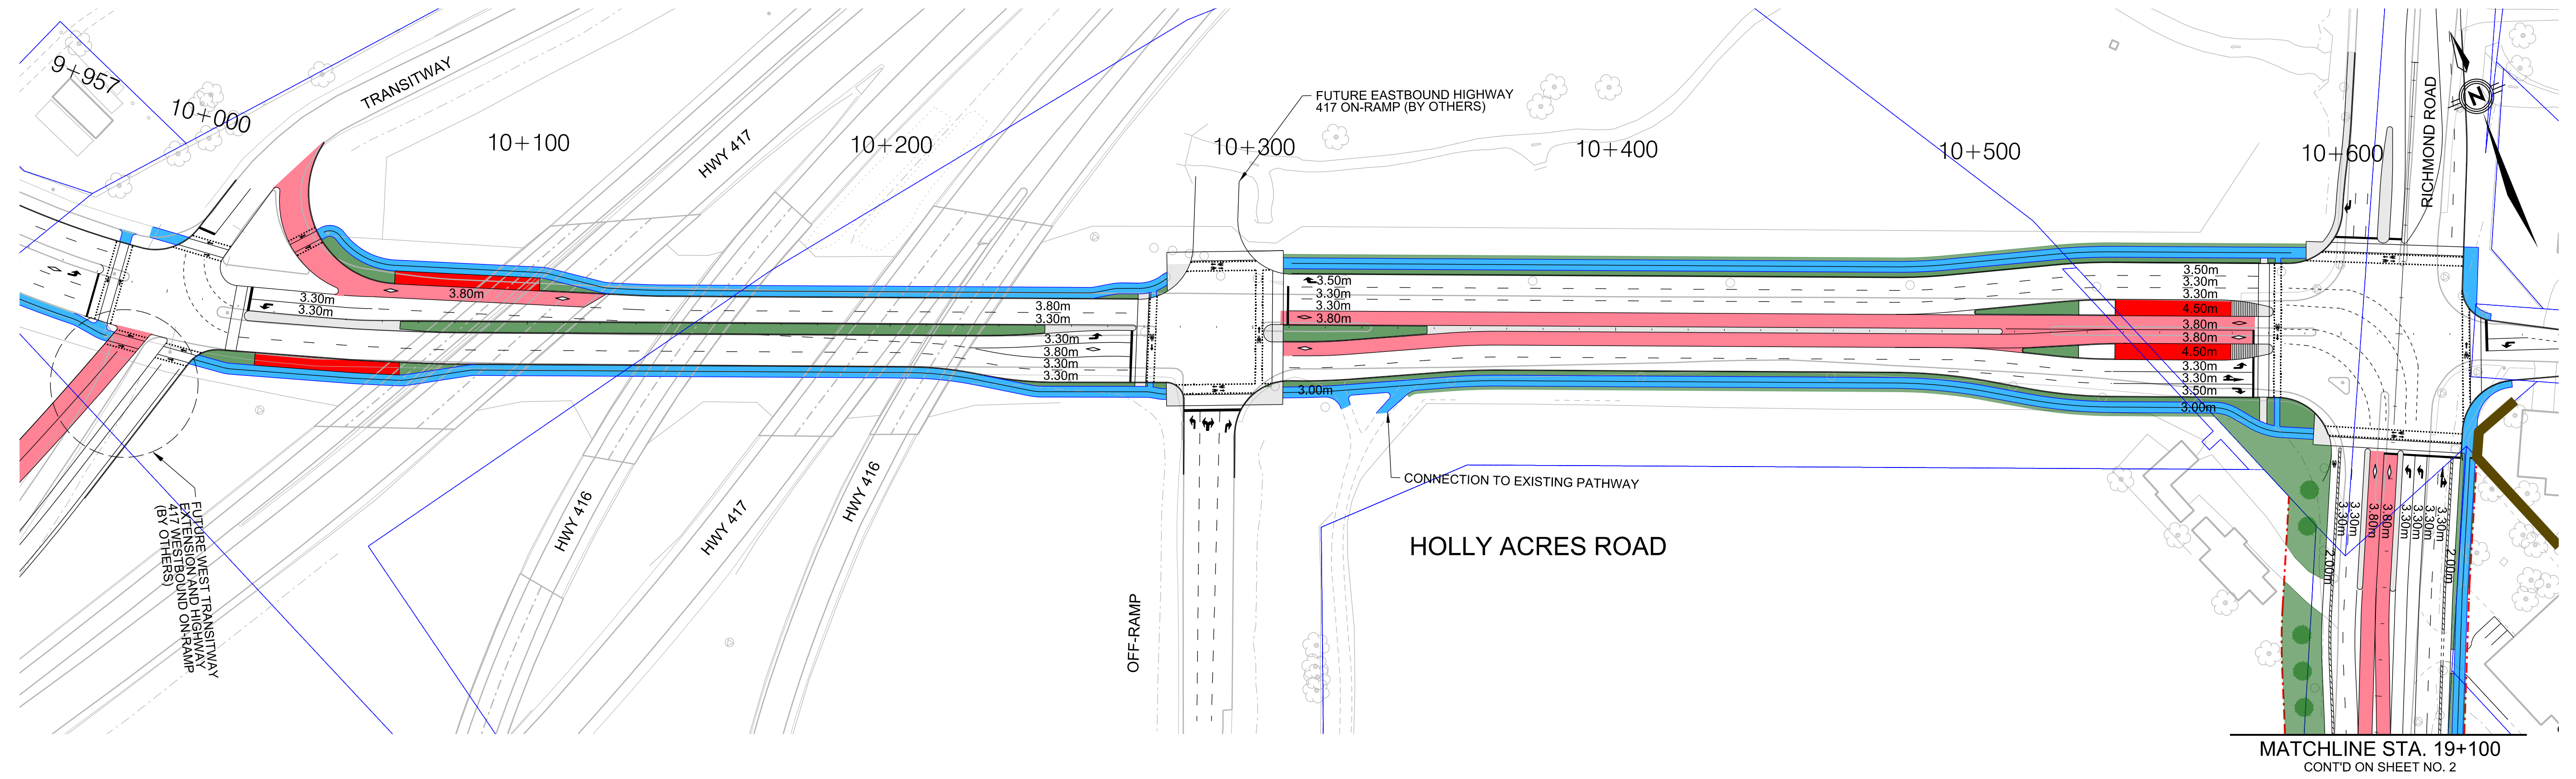 9+957
10+000
TRANSITWAY
10+100
HWY 417
10+200
FUTURE EASTBOUND HIGHWAY
417 ON-RAMP (BY OTHERS)
10+300
10+400
10+500
10+600
RICHMOND ROAD
N
3.80m
3.30m
3.30m
3.80m
3.30m
3.30m
3.80m
3.30m
3.30m
3.50m
3.30m
3.30m
3.80m
3.00m
3.50m
3.30m
3.30m
4.50m
3.80m
3.80m
4.50m
3.30m
3.30m
3.50m
3.00m
CONNECTION TO EXISTING PATHWAY
HOLLY ACRES ROAD
HWY 416
HWY 417
HWY 416
OFF-RAMP
FUTURE WEST TRANSITWAY
EXTENSION AND HIGHWAY
417 WESTBOUND ON-RAMP
(BY OTHERS)
2.00m
3.30m
3.30m
3.80m
3.80m
3.30m
3.30m
3.30m
3.30m
2.00m
MATCHLINE STA. 19+100
CONT'D ON SHEET NO. 2